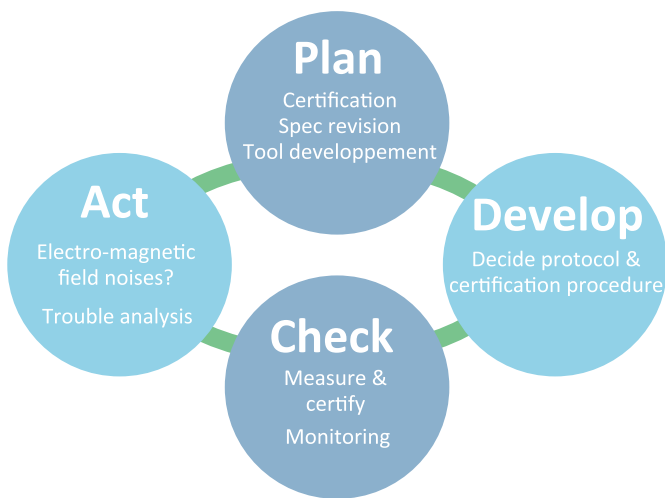 Plan
Certification
Spec revision
Tool developpement
Act
Electro-magnetic
field noises?
Trouble analysis
Develop
Decide protocol &
certification procedure
Check
Measure &
certify
Monitoring